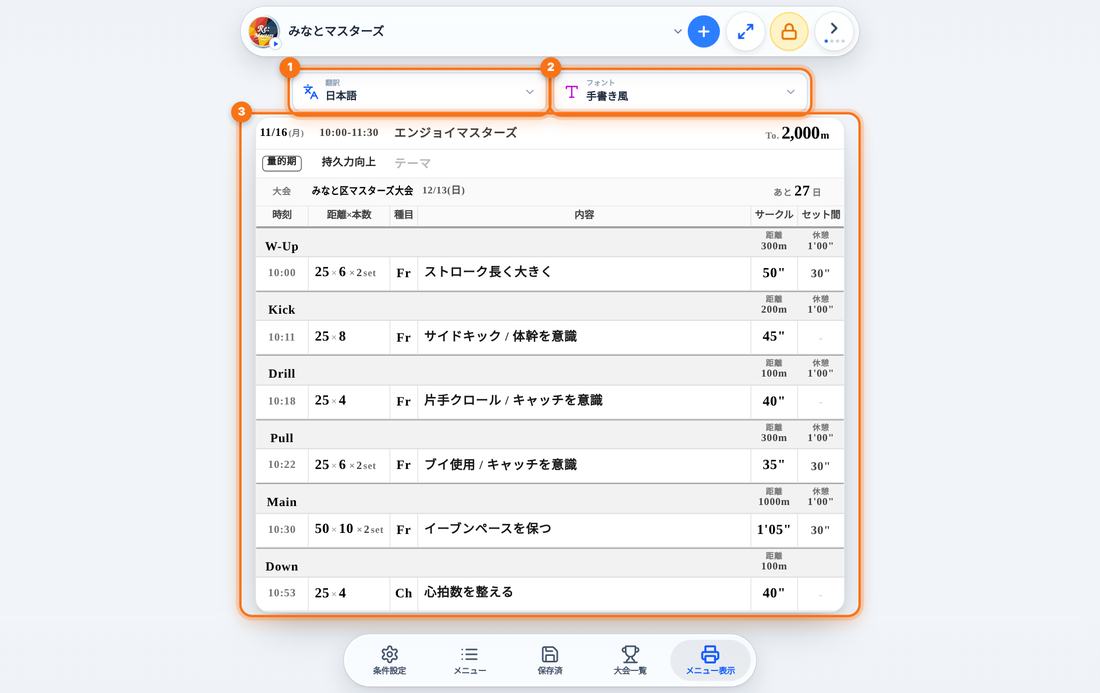 みなとマスターズ
1
2
翻訳
日本語
フォント
手書き風
3
11/16(月) 10:00-11:30 エンジョイマスターズ To. 2,000m
量的期 持久力向上 テーマ
大会 みなと区マスターズ大会 12/13(日) あと 27 日
時刻 距離×本数 種目 内容 サークル セット間
W-Up 距離 300m 休憩 1'00"
10:00 25×6×2set Fr ストローク長く大きく 50" 30"
Kick 距離 200m 休憩 1'00"
10:11 25×8 Fr サイドキック / 体幹を意識 45" -
Drill 距離 100m 休憩 1'00"
10:18 25×4 Fr 片手クロール / キャッチを意識 40" -
Pull 距離 300m 休憩 1'00"
10:22 25×6×2set Fr ブイ使用 / キャッチを意識 35" 30"
Main 距離 1000m 休憩 1'00"
10:30 50×10×2set Fr イーブンペースを保つ 1'05" 30"
Down 距離 100m
10:53 25×4 Ch 心拍数を整える 40" -
条件設定 メニュー 保存済 大会一覧 メニュー表示